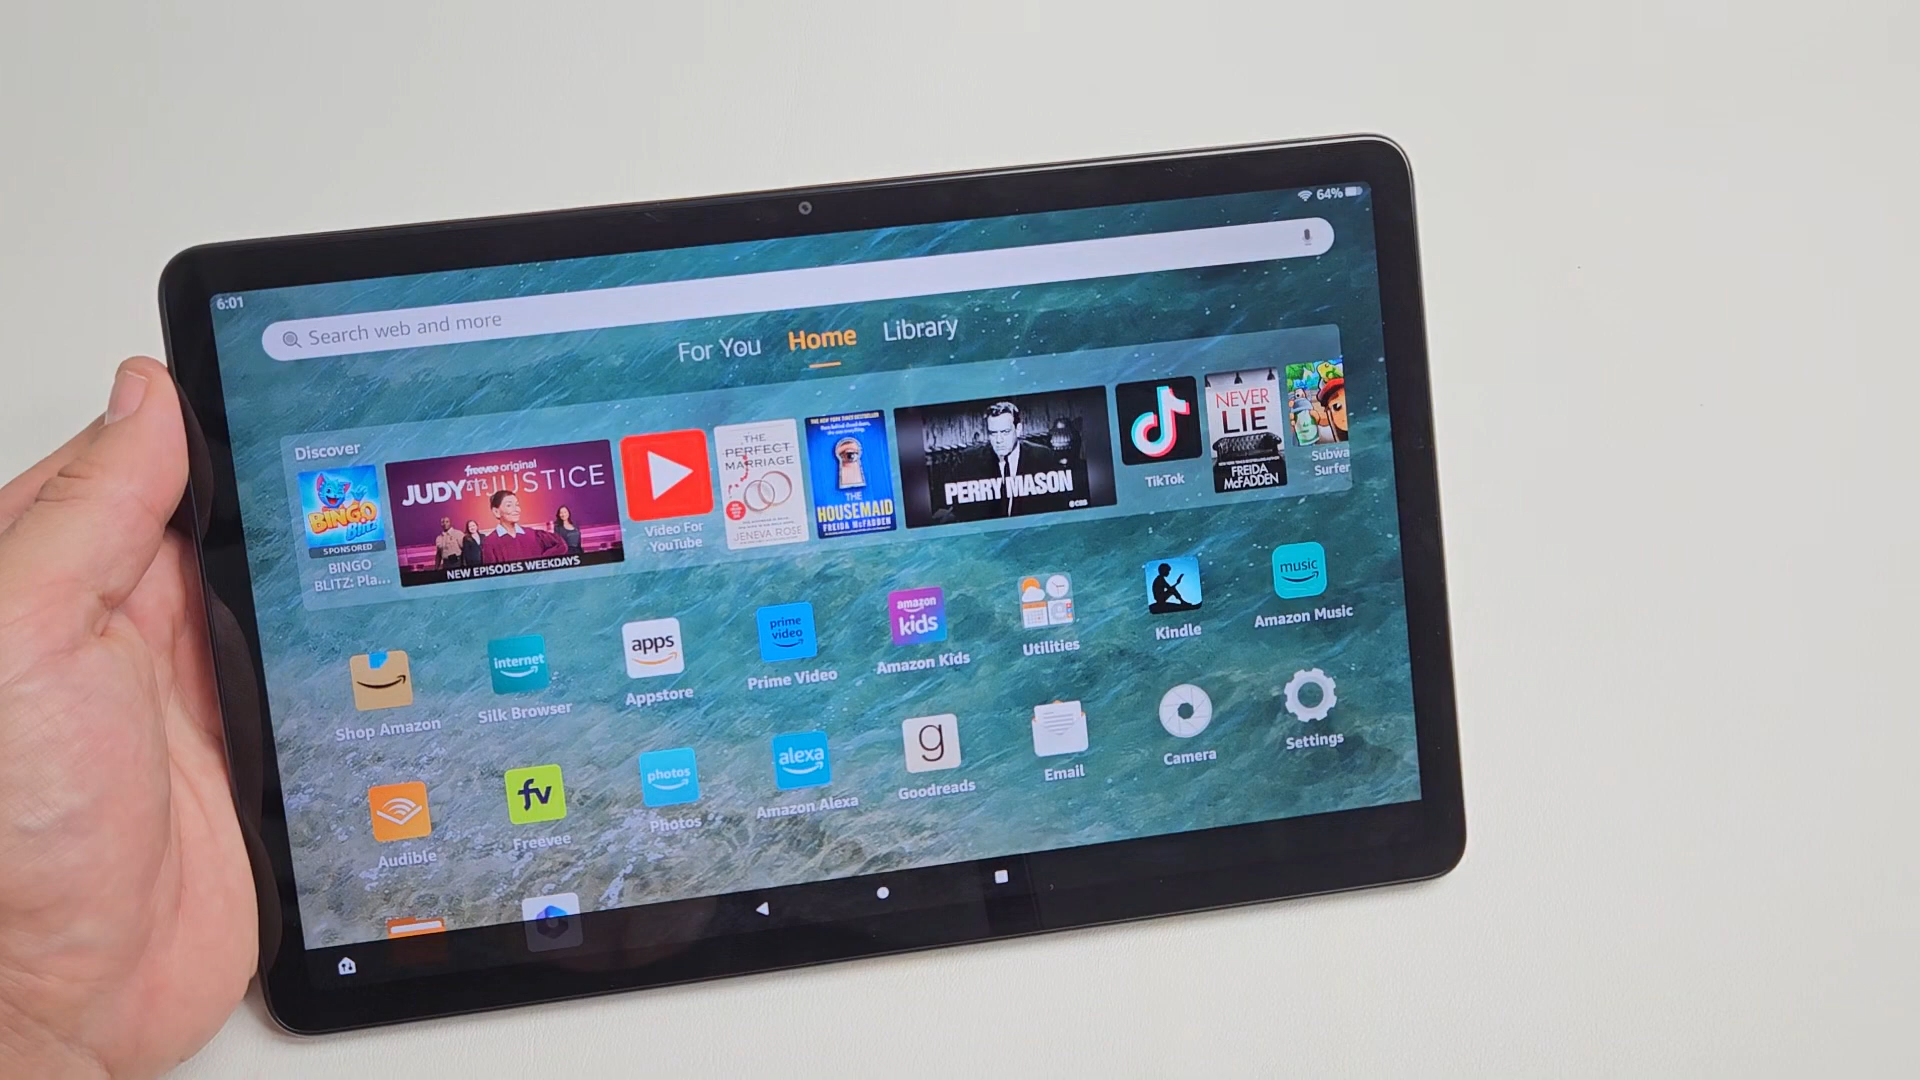 6:01
64%
Search web and more
For You
Home
Library
Discover
BINGO
Blitz
SPONSORED
BINGO
BLITZ: Pla...
freevee original
JUDY JUSTICE
NEW EPISODES WEEKDAYS
Video For
YouTube
THE
PERFECT
MARRIAGE
JENEVA ROSE
THE
HOUSEMAID
FREIDA McFADDEN
PERRY MASON
CBS
TikTok
NEVER
LIE
FREIDA
McFADDEN
Subwa
Surfer
Shop Amazon
internet
Silk Browser
apps
Appstore
prime
video
Prime Video
amazon
kids
Amazon Kids
Utilities
Kindle
music
Amazon Music
Audible
fv
Freevee
photos
Photos
alexa
Amazon Alexa
g
Goodreads
Email
Camera
Settings